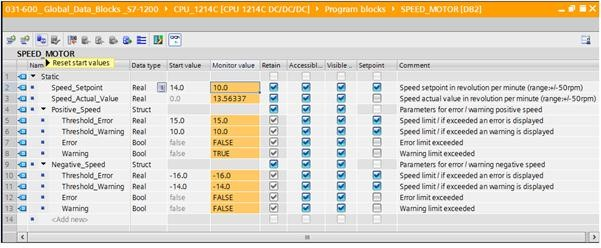 031-600_Global_Data_Blocks_S7-1200 ▸ CPU_1214C [CPU 1214C DC/DC/DC] ▸ Program blocks ▸ SPEED_MOTOR [DB2]
SPEED_MOTOR
Reset start values
Name Data type Start value Monitor value Retain Accessibl... Visible ... Setpoint Comment
1 Static
2 Speed_Setpoint Real 14.0 10.0 Speed setpoint in revolution per minute (range:+/-50rpm)
3 Speed_Actual_Value Real 0.0 13.56337 Speed actual value in revolution per minute (range:+/-50rpm)
4 Positive_Speed Struct Parameters for error / warning positive speed
5 Threshold_Error Real 15.0 15.0 Speed limit / if exceeded an error is displayed
6 Threshold_Warning Real 10.0 10.0 Speed limit / if exceeded an error is displayed
7 Error Bool false FALSE Error limit exceeded
8 Warning Bool false TRUE Warning limit exceeded
9 Negative_Speed Struct Parameters for error / warning negative speed
10 Threshold_Error Real -16.0 -16.0 Speed limit / if exceeded an error is displayed
11 Threshold_Warning Real -14.0 -14.0 Speed limit / if exceeded an error is displayed
12 Error Bool false FALSE Error limit exceeded
13 Warning Bool false FALSE Warning limit exceeded
14 <Add new>